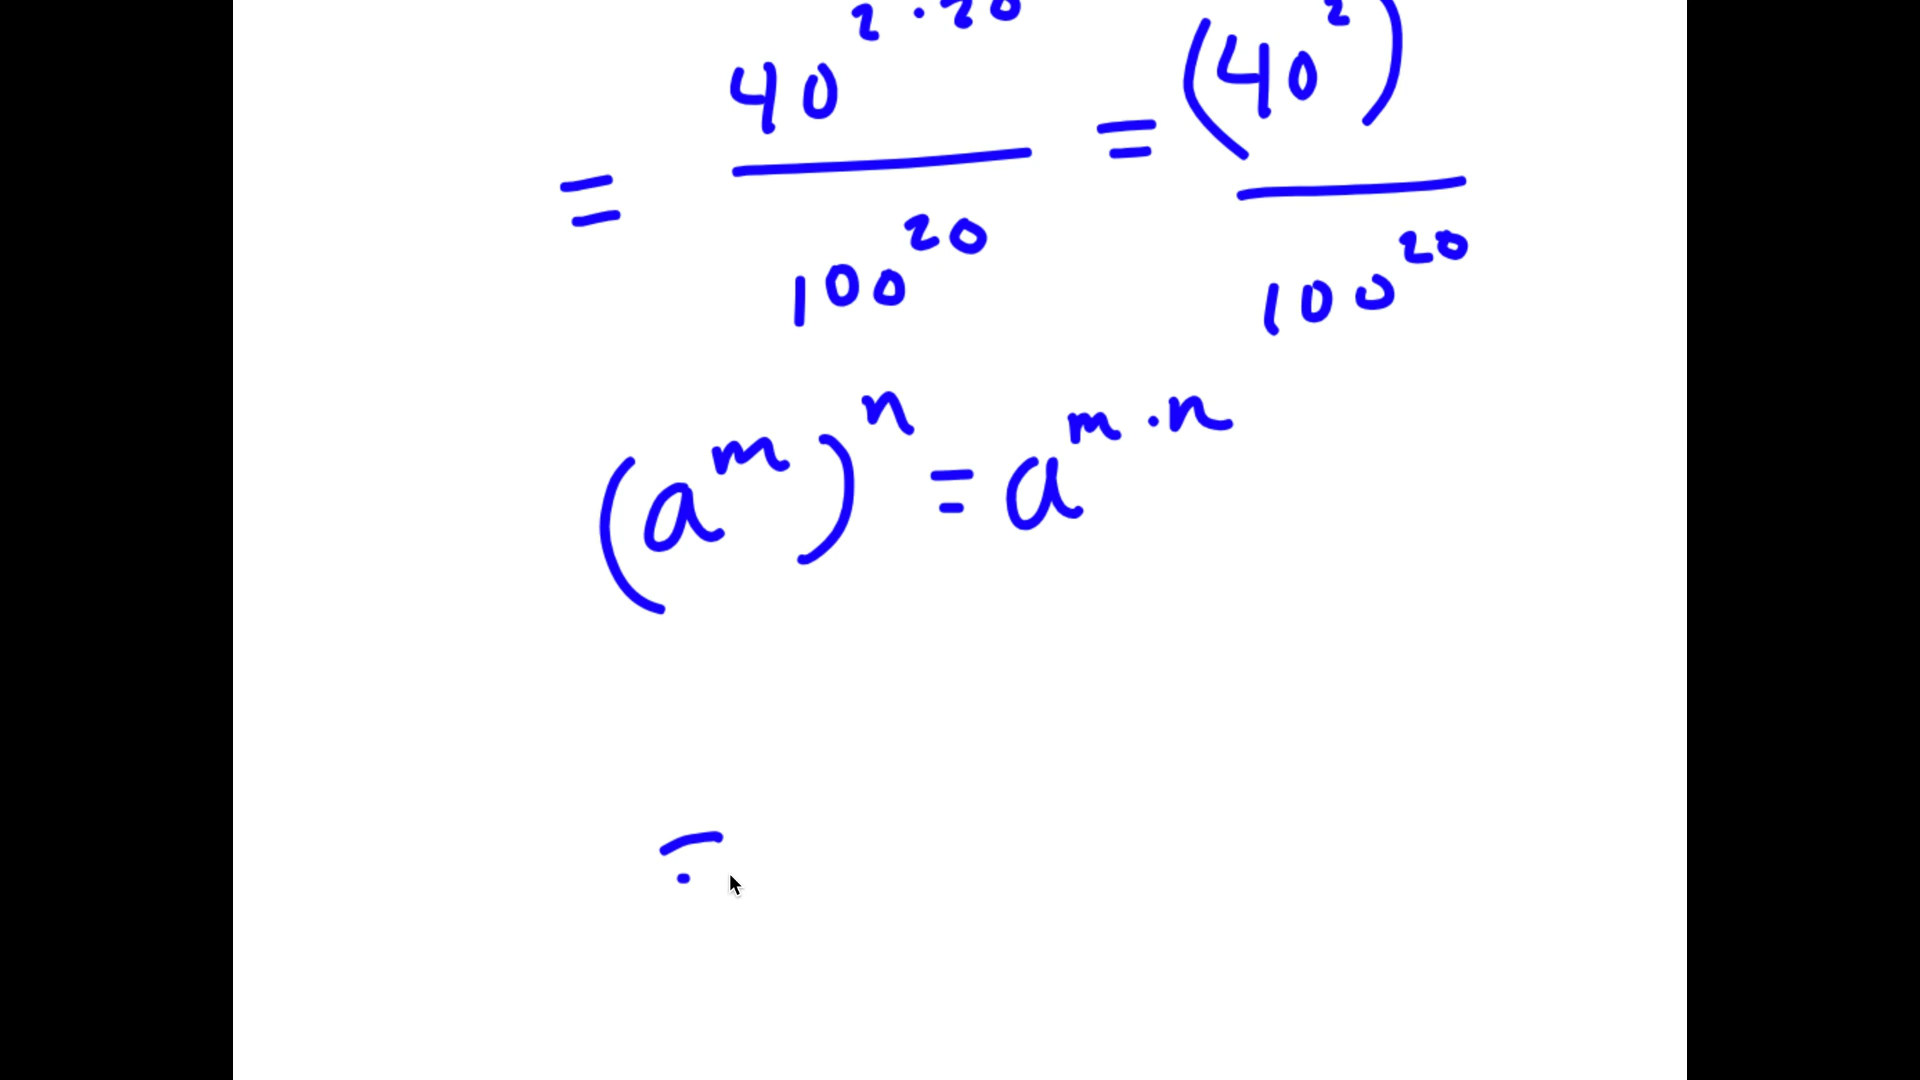 = 40^{2·20} / 100^{20} = (40^2) / 100^{20}
(a^m)^n = a^{m·n}
=